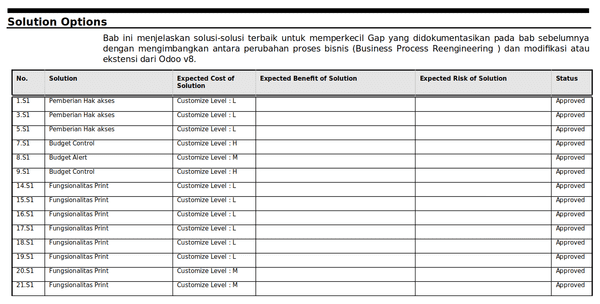 Solution Options
Bab ini menjelaskan solusi-solusi terbaik untuk memperkecil Gap yang didokumentasikan pada bab sebelumnya
dengan mengimbangkan antara perubahan proses bisnis (Business Process Reengineering ) dan modifikasi atau
ekstensi dari Odoo v8.
No. Solution Expected Cost of Solution Expected Benefit of Solution Expected Risk of Solution Status
1.S1 Pemberian Hak akses Customize Level : L Approved
3.S1 Pemberian Hak akses Customize Level : L Approved
5.S1 Pemberian Hak akses Customize Level : L Approved
7.S1 Budget Control Customize Level : H Approved
8.S1 Budget Alert Customize Level : M Approved
9.S1 Budget Control Customize Level : H Approved
14.S1 Fungsionalitas Print Customize Level : L Approved
15.S1 Fungsionalitas Print Customize Level : L Approved
16.S1 Fungsionalitas Print Customize Level : L Approved
17.S1 Fungsionalitas Print Customize Level : L Approved
18.S1 Fungsionalitas Print Customize Level : L Approved
19.S1 Fungsionalitas Print Customize Level : L Approved
20.S1 Fungsionalitas Print Customize Level : M Approved
21.S1 Fungsionalitas Print Customize Level : M Approved